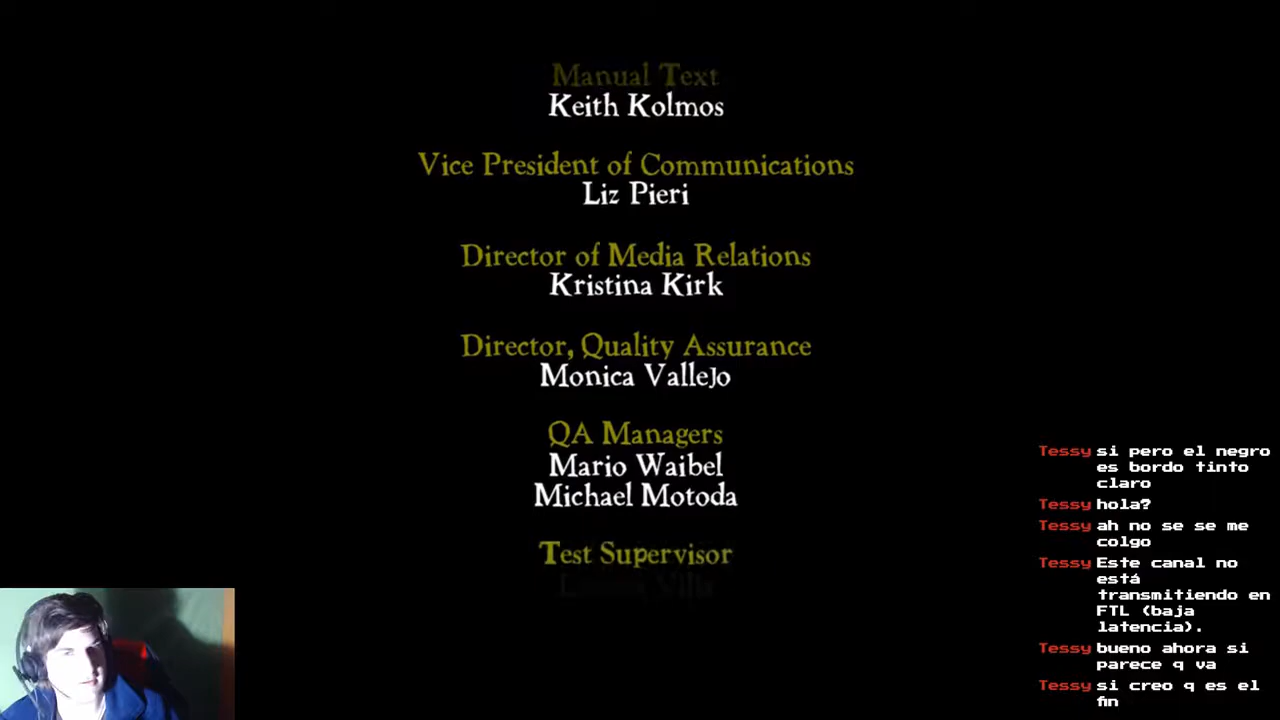 Manual Text
Keith Kolmos
Vice President of Communications
Liz Pieri
Director of Media Relations
Kristina Kirk
Director, Quality Assurance
Monica Vallejo
QA Managers
Mario Waibel
Michael Motoda
Test Supervisor
Tessy si pero el negro
es bordo tinto
claro
Tessy hola?
Tessy ah no se se me
colgo
Tessy Este canal no
está
transmitiendo en
FTL (baja
latencia).
Tessy bueno ahora si
parece q va
Tessy si creo q es el
fin